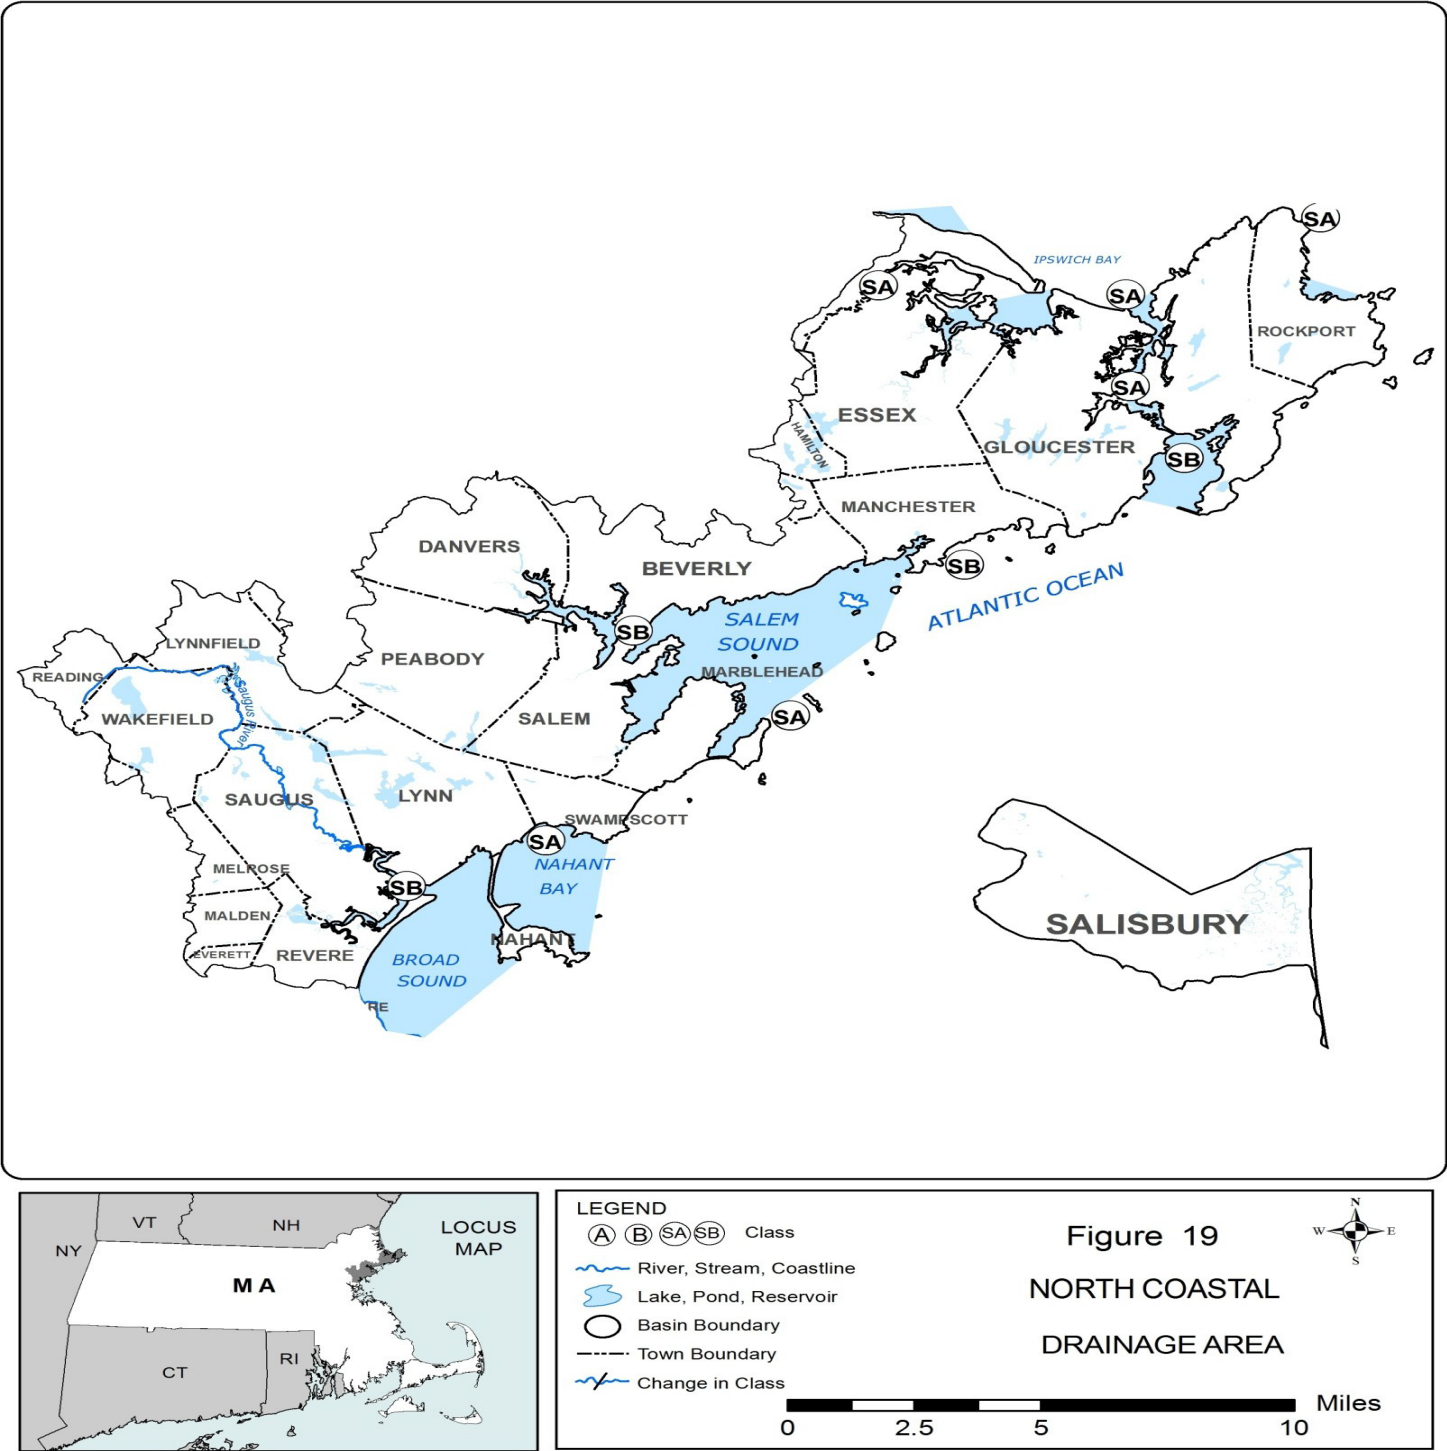 SA
IPSWICH BAY
SA
SA
ROCKPORT
SA
ESSEX
HAMILTON
GLOUCESTER
SB
MANCHESTER
DANVERS
BEVERLY
SB
ATLANTIC OCEAN
SALEM
SOUND
SB
LYNNFIELD
PEABODY
MARBLEHEAD
READING
Saugus River
WAKEFIELD
SALEM
SA
SAUGUS
LYNN
SWAMPSCOTT
SA
NAHANT
BAY
MELROSE
SB
MALDEN
SALISBURY
NAHANT
EVERETT
REVERE
BROAD
SOUND
RE
LOCUS
MAP
VT
NH
NY
MA
CT
RI
LEGEND
A B SA SB Class
River, Stream, Coastline
Lake, Pond, Reservoir
Basin Boundary
Town Boundary
Change in Class
Figure 19
NORTH COASTAL
DRAINAGE AREA
N
W E
S
Miles
0 2.5 5 10